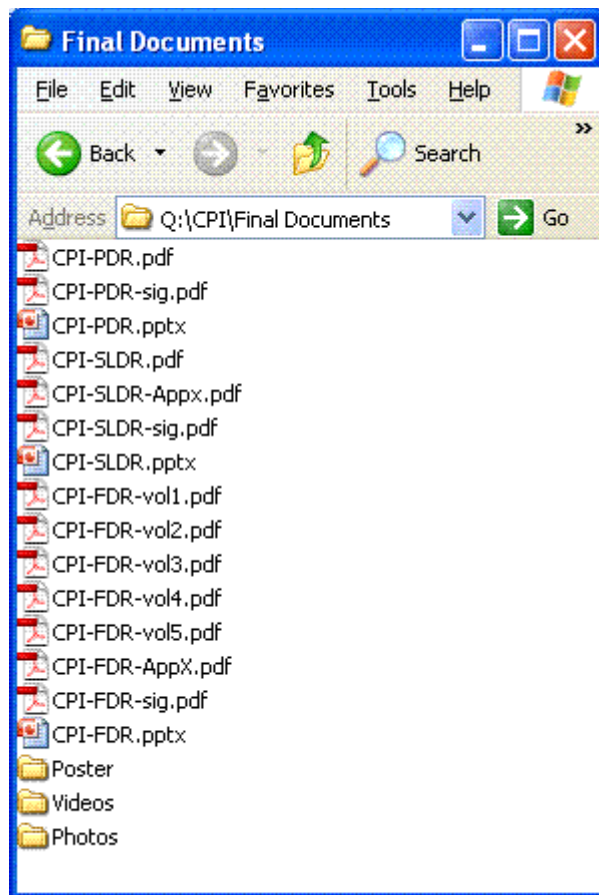 Final Documents
File Edit View Favorites Tools Help
Back Search »
Address Q:\CPI\Final Documents Go
CPI-PDR.pdf
CPI-PDR-sig.pdf
CPI-PDR.pptx
CPI-SLDR.pdf
CPI-SLDR-Appx.pdf
CPI-SLDR-sig.pdf
CPI-SLDR.pptx
CPI-FDR-vol1.pdf
CPI-FDR-vol2.pdf
CPI-FDR-vol3.pdf
CPI-FDR-vol4.pdf
CPI-FDR-vol5.pdf
CPI-FDR-AppX.pdf
CPI-FDR-sig.pdf
CPI-FDR.pptx
Poster
Videos
Photos